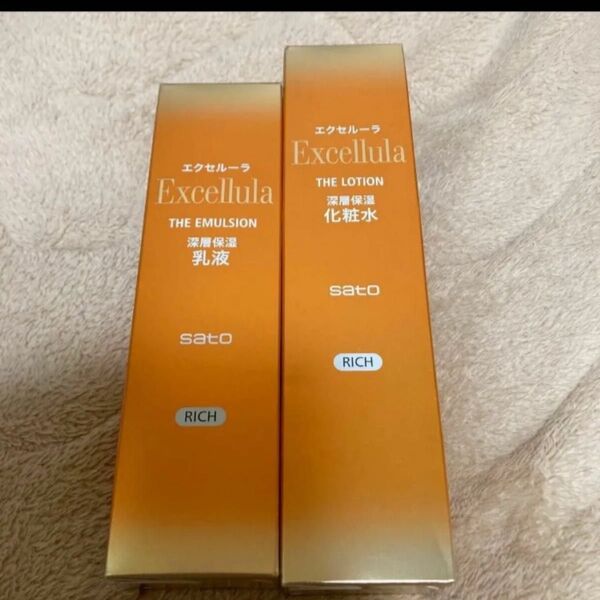 エクセルーラ
Excellula
THE EMULSION
深層保湿
乳液
sato
RICH
エクセルーラ
Excellula
THE LOTION
深層保湿
化粧水
sato
RICH